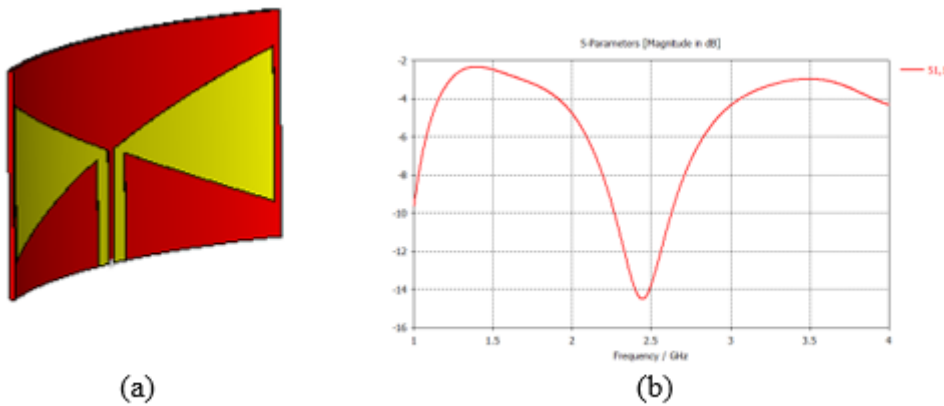 S-Parameters [Magnitude in dB]
-2
-4
-6
-8
-10
-12
-14
-16
1 1.5 2 2.5 3 3.5 4
Frequency / GHz
S1,1
(a) (b)